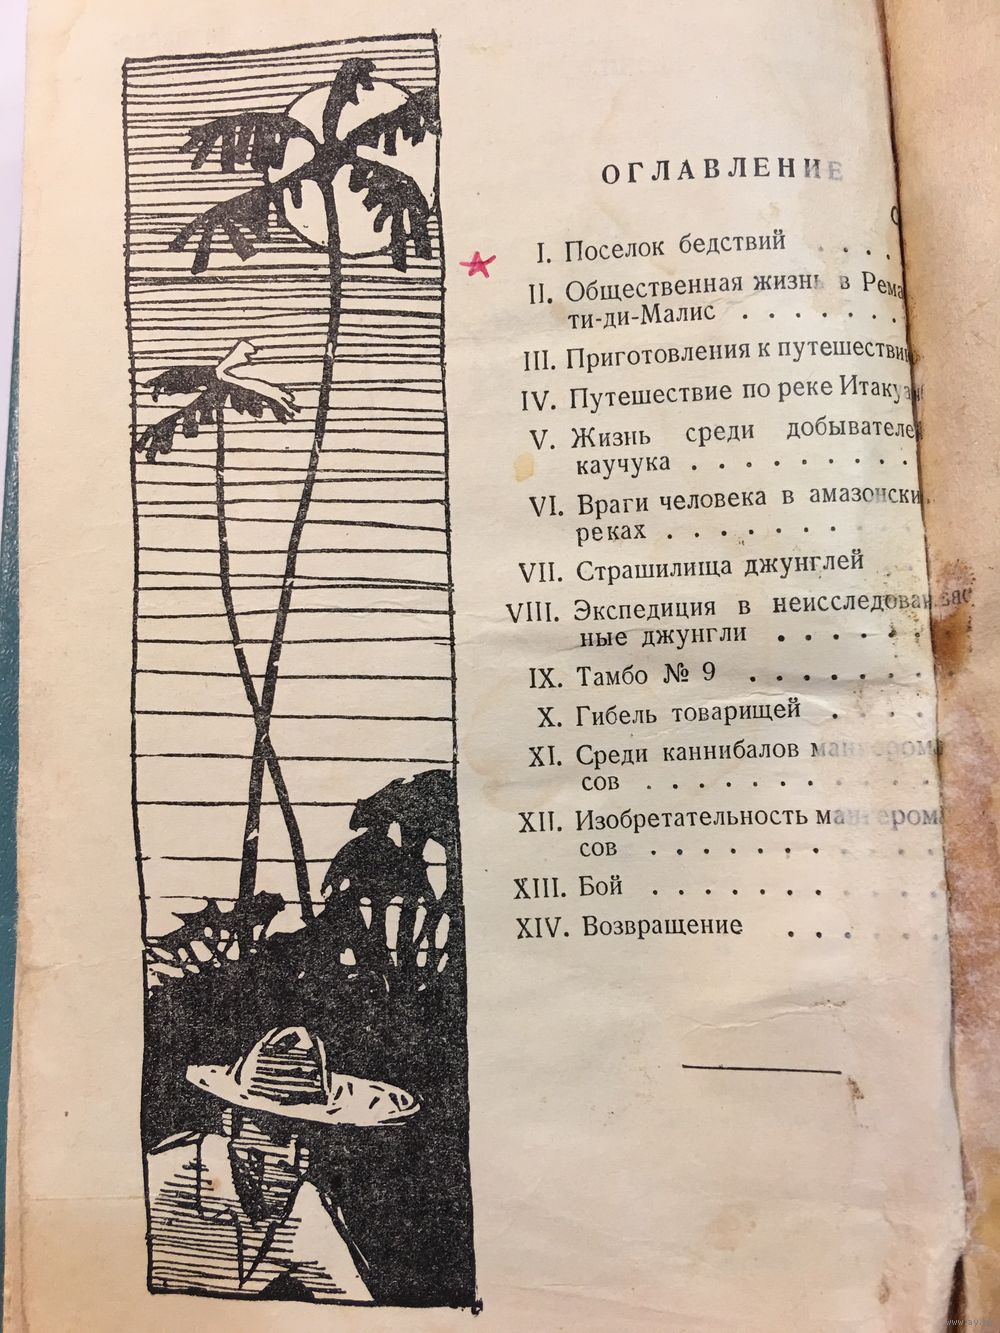 ОГЛАВЛЕНИЕ
I. Поселок бедствий . . . .
II. Общественная жизнь в Рема
ти-ди-Малис . . . . . . .
III. Приготовления к путешестви
IV. Путешествие по реке Итакуа
V. Жизнь среди добывателе
каучука . . . . . . . . .
VI. Враги человека в амазонски
реках . . . . . . .
VII. Страшилища джунглей
VIII. Экспедиция в неисследован
ные джунгли . . . . . .
IX. Тамбо № 9 . . . . . . .
X. Гибель товарищей . . . .
XI. Среди каннибалов мангером
сов . . . . . . . . . . .
XII. Изобретательность мангером
сов . . . . . . . . . . .
XIII. Бой . . . . . . . . . . .
XIV. Возвращение . . . . . .